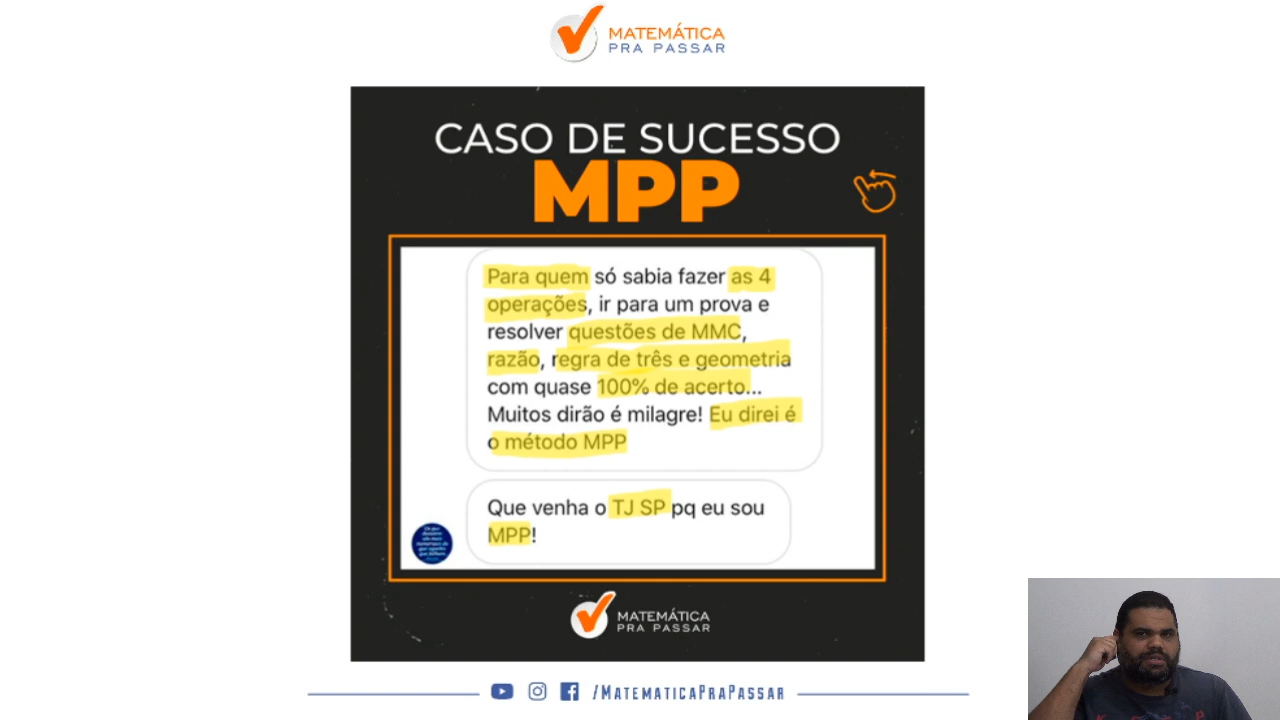 MATEMÁTICA
PRA PASSAR
CASO DE SUCESSO
MPP
Para quem só sabia fazer as 4
operações, ir para um prova e
resolver questões de MMC,
razão, regra de três e geometria
com quase 100% de acerto...
Muitos dirão é milagre! Eu direi é
o método MPP
Que venha o TJ SP pq eu sou
MPP!
MATEMÁTICA
PRA PASSAR
/MATEMATICAPRAPASSAR